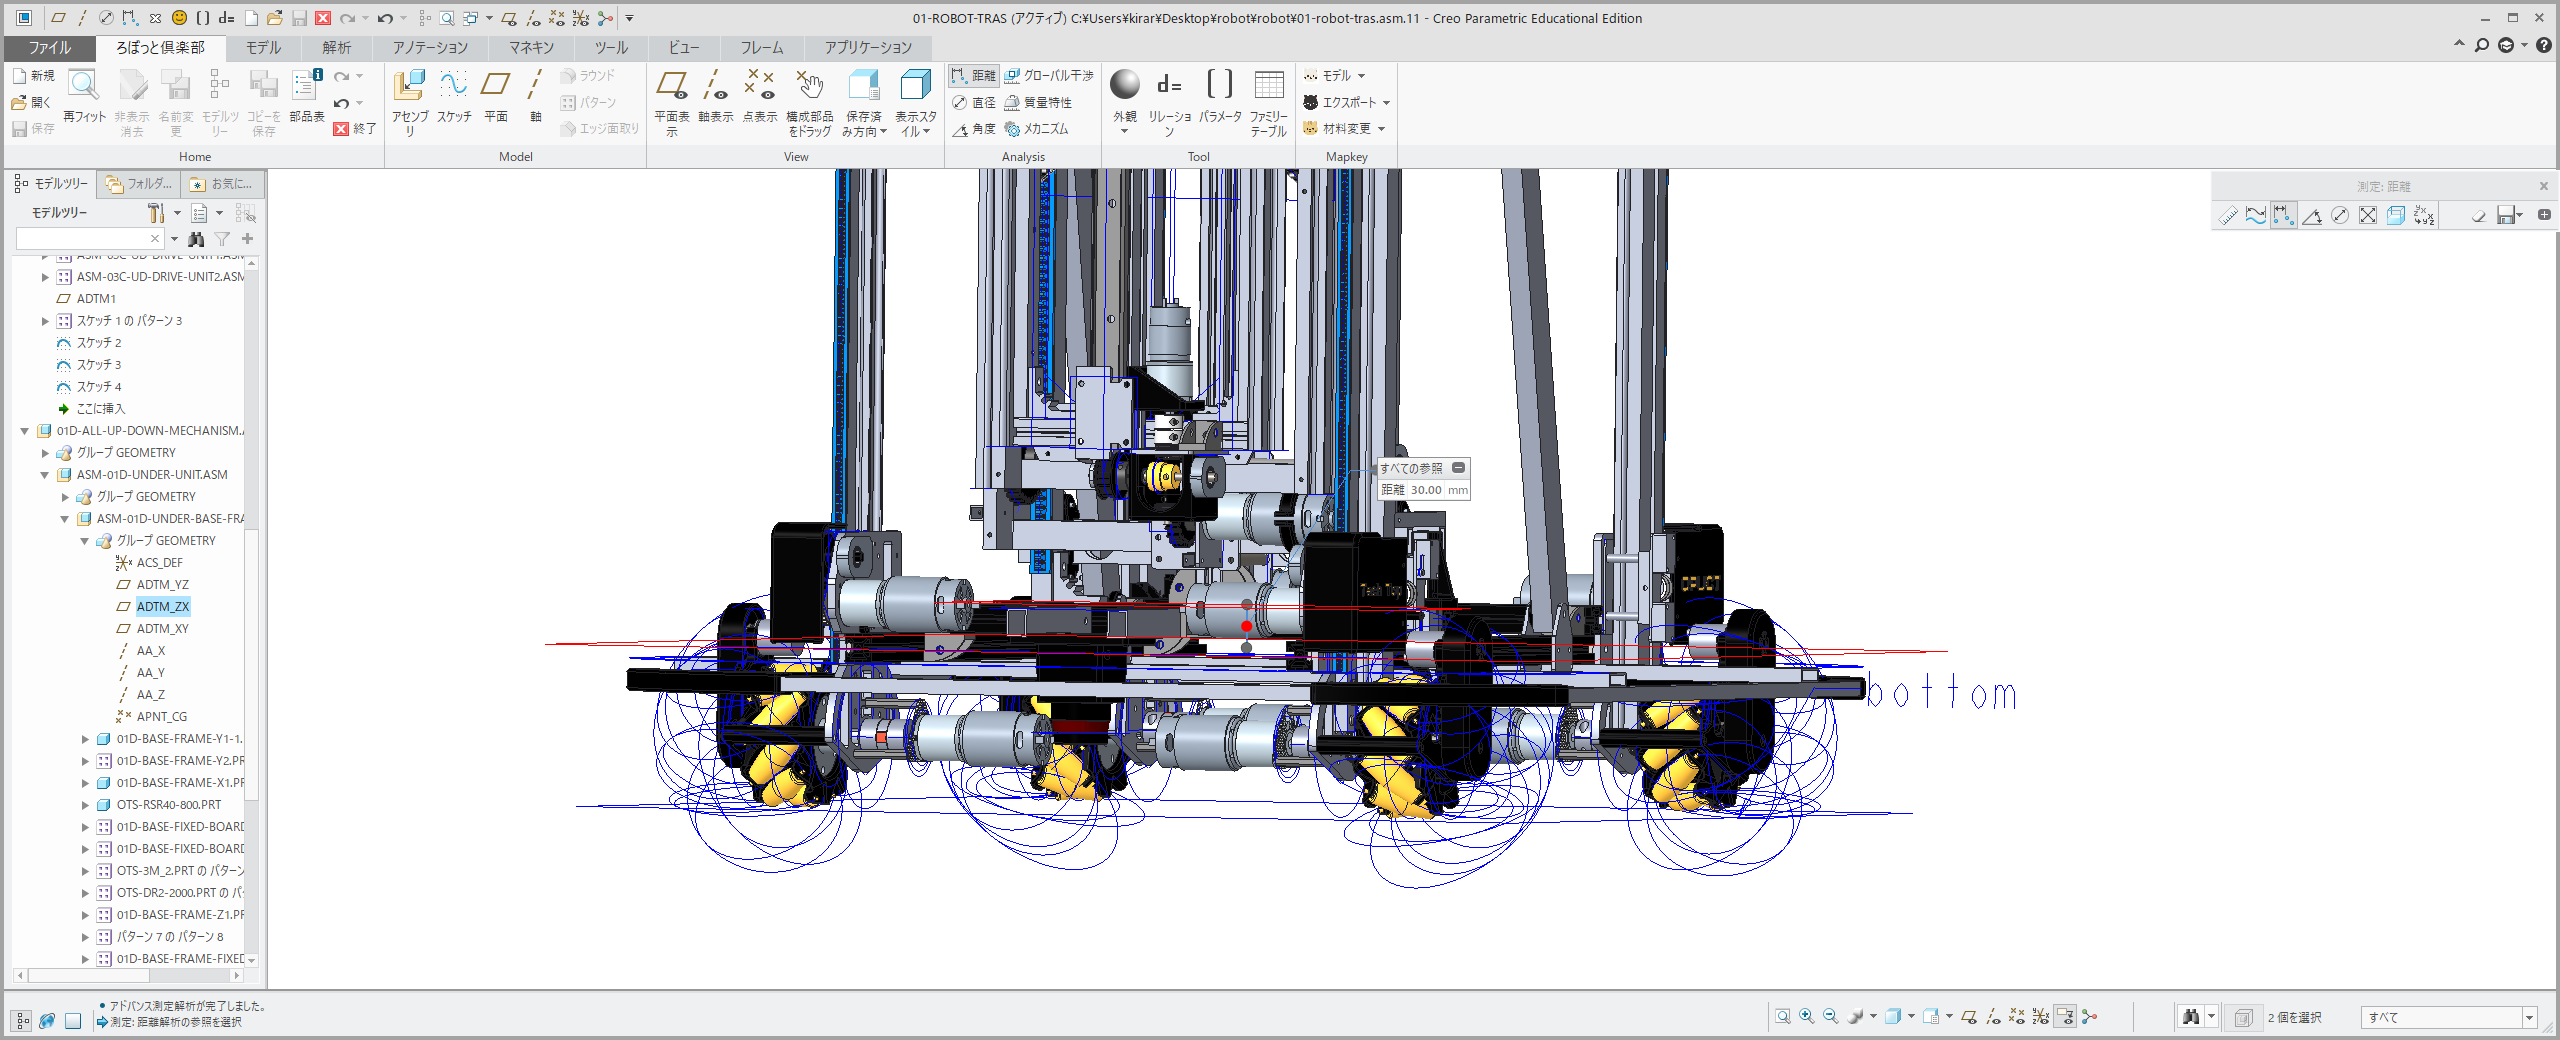 01-ROBOT-TRAS (アクティブ) C:¥Users¥kirar¥Desktop¥robot¥robot¥01-robot-tras.asm.11 - Creo Parametric Educational Edition
ファイル ろぼっと倶楽部 モデル 解析 アノテーション マネキン ツール ビュー フレーム アプリケーション
新規 開く 保存 再フィット 非表示消去 名前変更 モデルツリー コピーを保存 部品表 終了
アセンブリ スケッチ 平面 軸 ラウンド パターン エッジ面取り
平面表示 軸表示 点表示 構成部品をドラッグ 保存済み方向 表示スタイル
距離 直径 角度 グローバル干渉 質量特性 メカニズム
外観 リレーション パラメータ ファミリーテーブル
モデル エクスポート 材料変更
Home Model View Analysis Tool Mapkey
モデルツリー フォルダ... お気に...
モデルツリー
ASM-03C-UD-DRIVE-UNIT1.ASM
ASM-03C-UD-DRIVE-UNIT2.ASM
ADTM1
スケッチ 1 の パターン 3
スケッチ 2
スケッチ 3
スケッチ 4
ここに挿入
01D-ALL-UP-DOWN-MECHANISM.
グループ GEOMETRY
ASM-01D-UNDER-UNIT.ASM
グループ GEOMETRY
ASM-01D-UNDER-BASE-FRA
グループ GEOMETRY
ACS_DEF
ADTM_YZ
ADTM_ZX
ADTM_XY
AA_X
AA_Y
AA_Z
APNT_CG
01D-BASE-FRAME-Y1-1.
01D-BASE-FRAME-Y2.PR
01D-BASE-FRAME-X1.PR
OTS-RSR40-800.PRT
01D-BASE-FIXED-BOARD
01D-BASE-FIXED-BOARD
OTS-3M_2.PRT の パターン
OTS-DR2-2000.PRT の パ
01D-BASE-FRAME-Z1.PR
パターン 7 の パターン 8
01D-BASE-FRAME-FIXED
測定: 距離
すべての参照
距離 30.00 mm
Tech Top
bottom
アドバンス測定解析が完了しました。
測定: 距離解析の参照を選択
2 個を選択
すべて